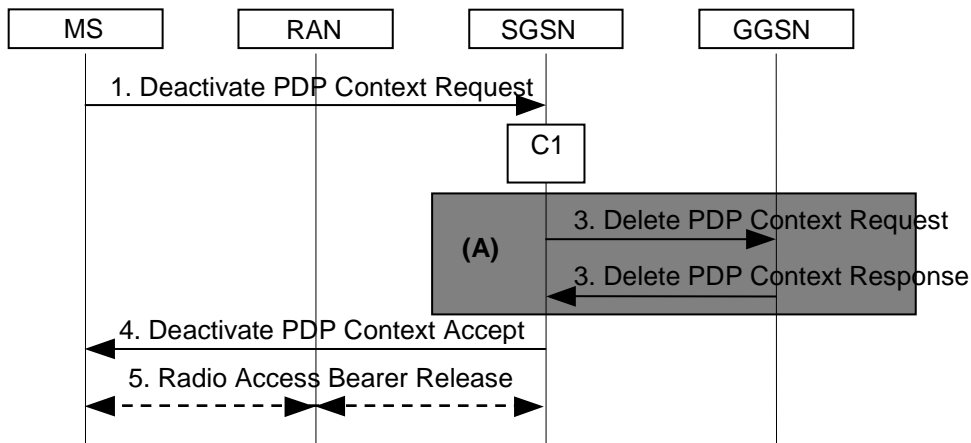 MS
RAN
SGSN
GGSN
1. Deactivate PDP Context Request
C1
3. Delete PDP Context Request
(A)
3. Delete PDP Context Response
4. Deactivate PDP Context Accept
5. Radio Access Bearer Release